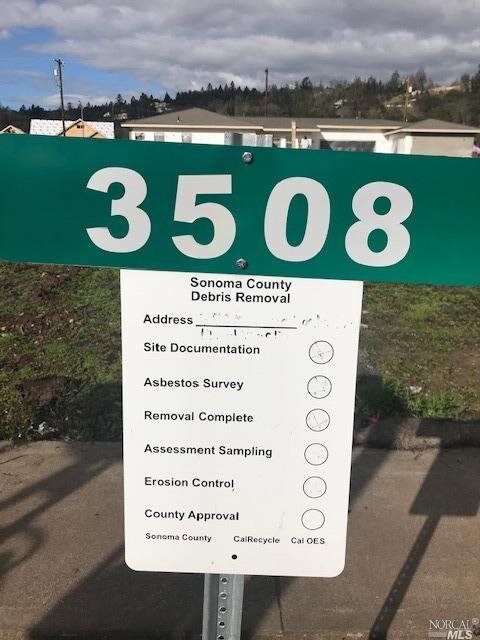 3508
Sonoma County
Debris Removal
Address
Site Documentation
Asbestos Survey
Removal Complete
Assessment Sampling
Erosion Control
County Approval
Sonoma County CalRecycle Cal OES
NORCAL
MLS